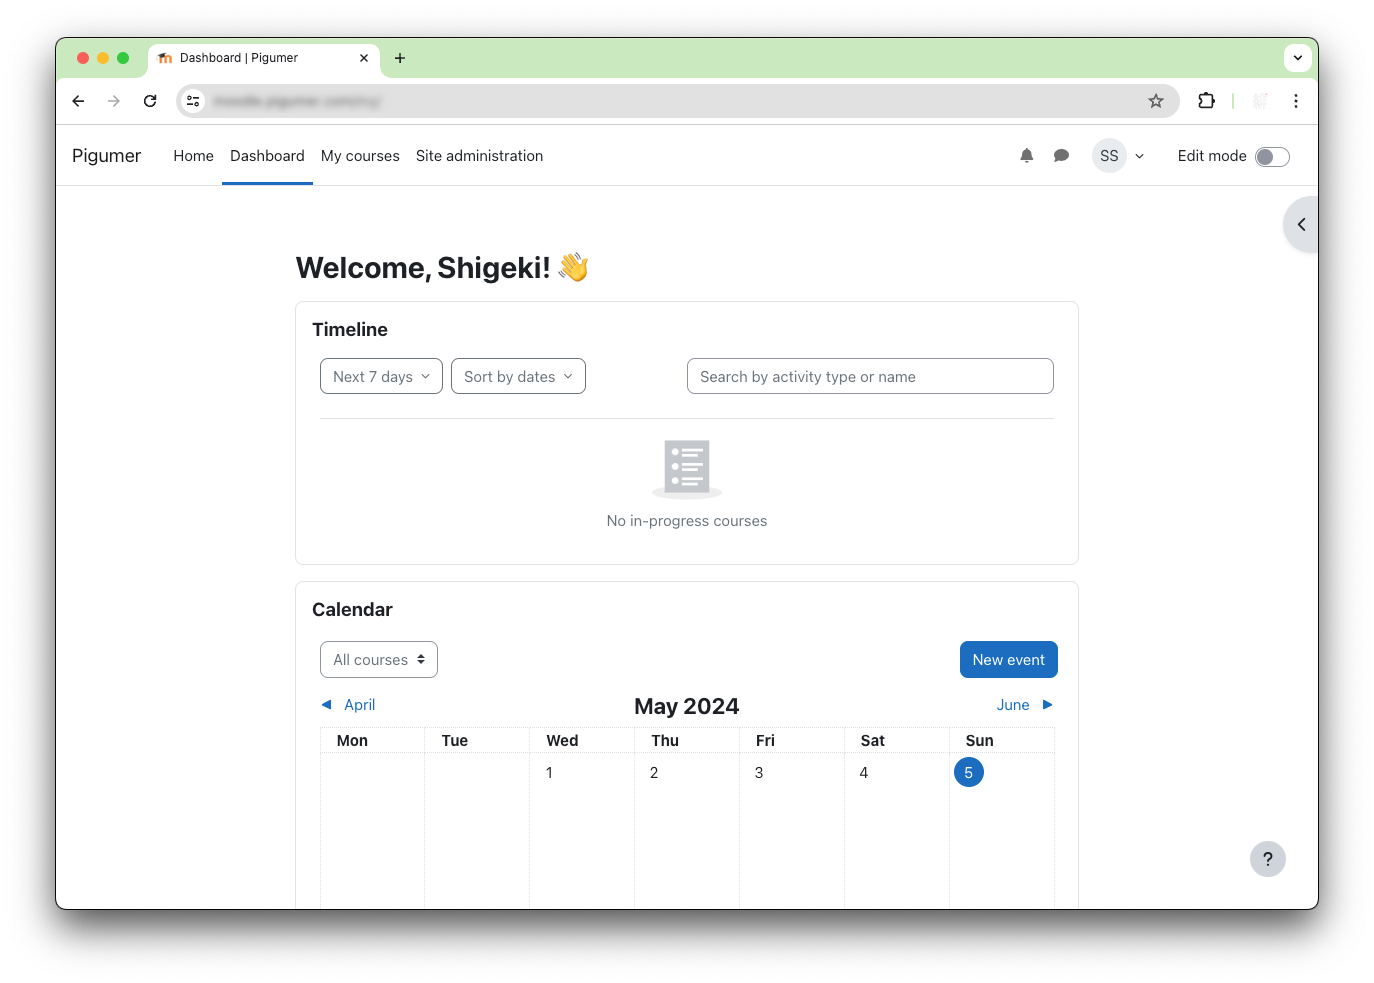 Dashboard | Pigumer
Pigumer Home Dashboard My courses Site administration SS Edit mode
Welcome, Shigeki! 👋
Timeline
Next 7 days Sort by dates Search by activity type or name
No in-progress courses
Calendar
All courses New event
◀ April May 2024 June ▶
Mon Tue Wed Thu Fri Sat Sun
1 2 3 4 5
?